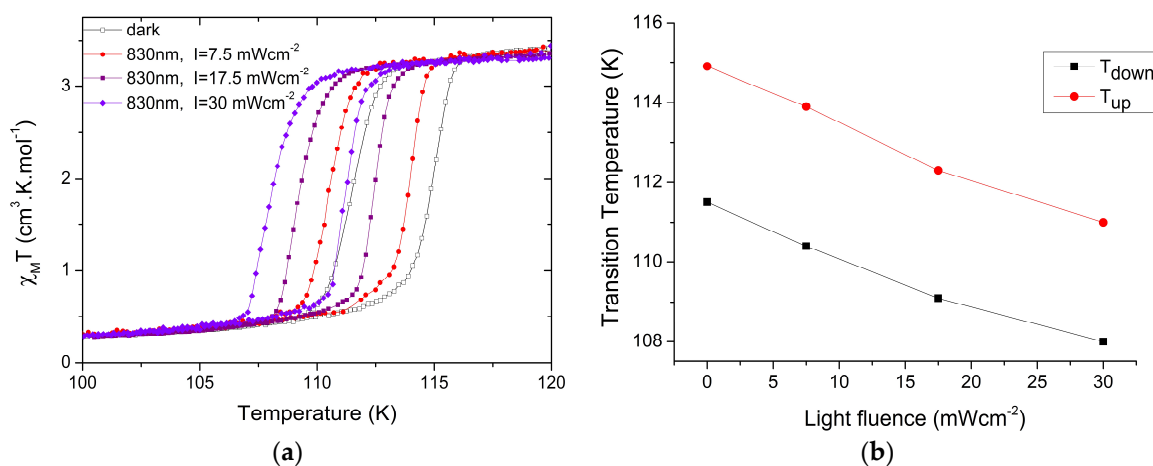 dark
830nm, I=7.5 mWcm-2
830nm, I=17.5 mWcm-2
830nm, I=30 mWcm-2
3
2
1
0
100 105 110 115 120
χMT (cm3.K.mol-1)
Temperature (K)
(a)
116
114
112
110
108
0 5 10 15 20 25 30
Tdown
Tup
Transition Temperature (K)
Light fluence (mWcm-2)
(b)